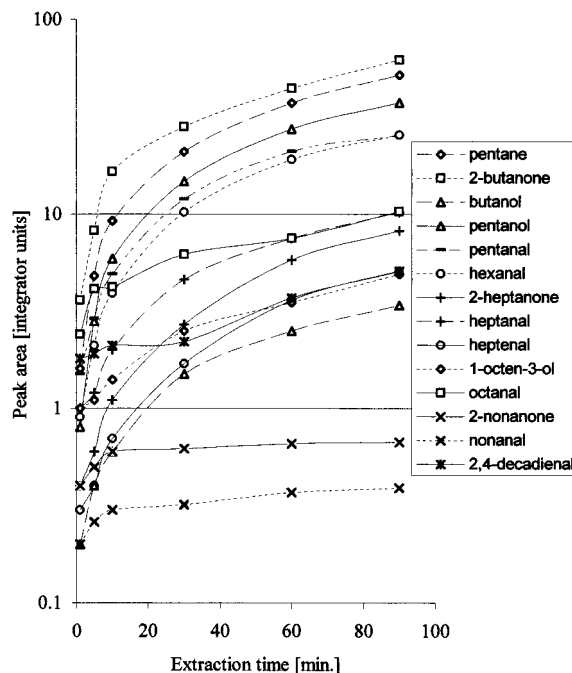 100
10
1
0.1
Peak area [integrator units]
0
20
40
60
80
100
Extraction time [min.]
pentane
2-butanone
butanol
pentanol
pentanal
hexanal
2-heptanone
heptanal
heptenal
1-octen-3-ol
octanal
2-nonanone
nonanal
2,4-decadienal